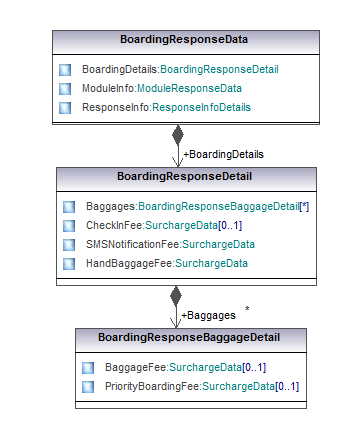 BoardingResponseData
BoardingDetails:BoardingResponseDetail
ModuleInfo:ModuleResponseData
ResponseInfo:ResponseInfoDetails
+BoardingDetails
BoardingResponseDetail
Baggages:BoardingResponseBaggageDetail[*]
CheckInFee:SurchargeData[0..1]
SMSNotificationFee:SurchargeData
HandBaggageFee:SurchargeData
+Baggages *
BoardingResponseBaggageDetail
BaggageFee:SurchargeData[0..1]
PriorityBoardingFee:SurchargeData[0..1]